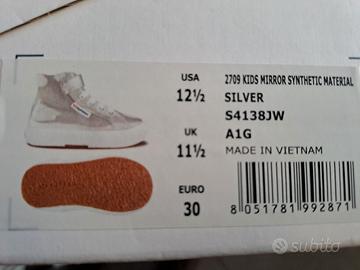 USA
12½
UK
11½
EURO
30
2709 KIDS MIRROR SYNTHETIC MATERIAL
SILVER
S4138JW
A1G
MADE IN VIETNAM
8 051781 992871
subito